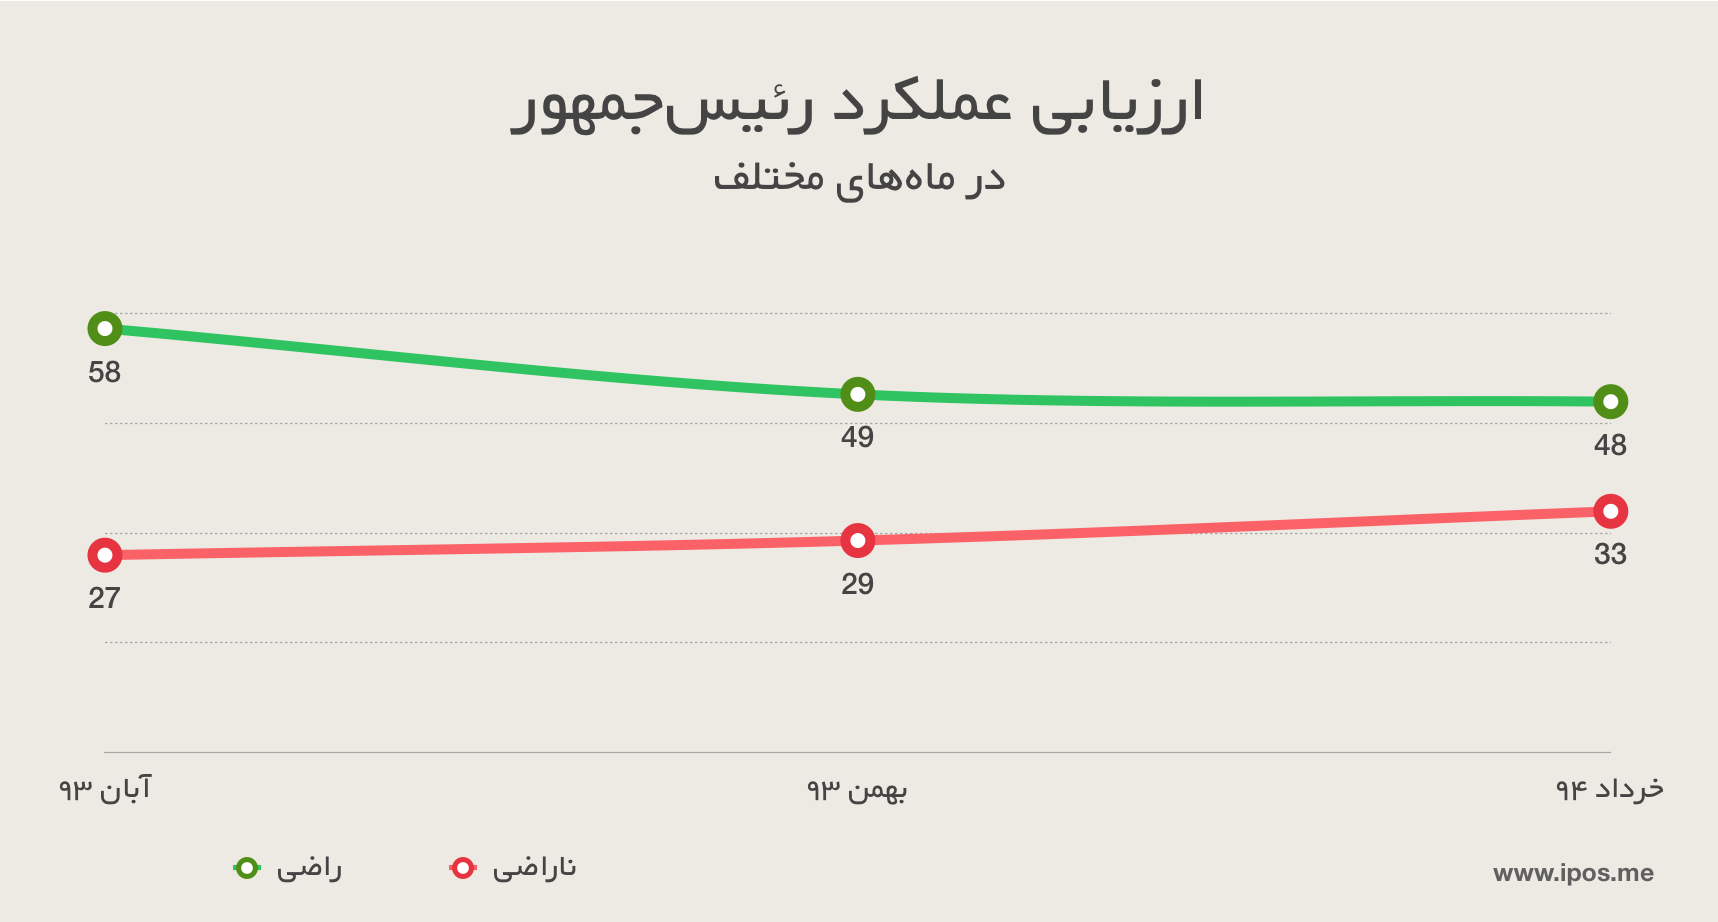 ارزیابی عملکرد رئیس‌جمهور
در ماه‌های مختلف
58
49
48
27
29
33
آبان ۹۳
بهمن ۹۳
خرداد ۹۴
راضی
ناراضی
www.ipos.me